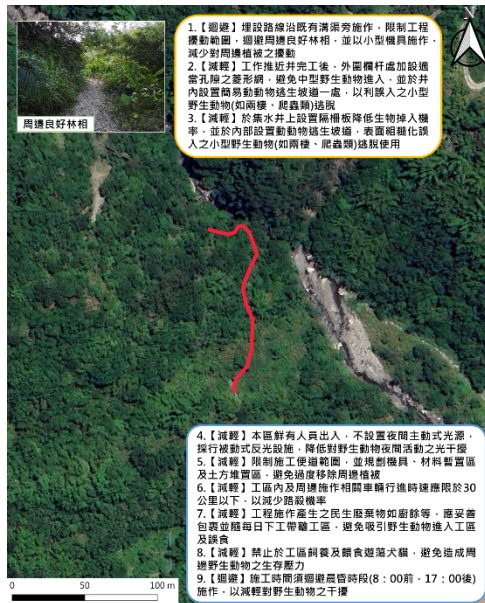 1.【迴避】埋設路線沿既有溝渠旁施作，限制工程
擾動範圍，迴避周邊良好林相，並以小型機具施作，
減少對周邊植被之擾動
2.【減輕】工作推近井完工後，外圍欄杆處加設適
當孔隙之菱形網，避免中型野生動物進入，並於井
內設置簡易動動物逃生坡道一處，以利誤入之小型
野生動物(如兩棲、爬蟲類)逃脫
3.【減輕】於集水井上設置隔柵板降低生物掉入機
率，並於內部設置動動物逃生坡道，表面粗糙化誤
入之小型野生動物(如兩棲、爬蟲類)逃脫使用
周邊良好林相
4.【減輕】本區鮮有人員出入，不設置夜間主動式光源，
採行被動式反光設施，降低對野生動物夜間活動之光干擾
5.【減輕】限制施工便道範圍，並規劃機具、材料暫置區
及土方堆置區，避免過度移除周邊植被
6.【減輕】工區內及周邊施作相關車輛行進時速應限於30
公里以下，以減少路殺機率
7.【減輕】工程施作產生之民生廢棄物如廚餘等，應妥善
包裹並隨每日下工帶離工區，避免吸引野生動物進入工區
及誤食
8.【減輕】禁止於工區飼養及餵食遊蕩犬貓，避免造成周
邊野生動物之生存壓力
9.【迴避】施工時間須迴避晨昏時段(8：00前，17：00後)
施作，以減輕對野生動物之干擾
0 50 100 m